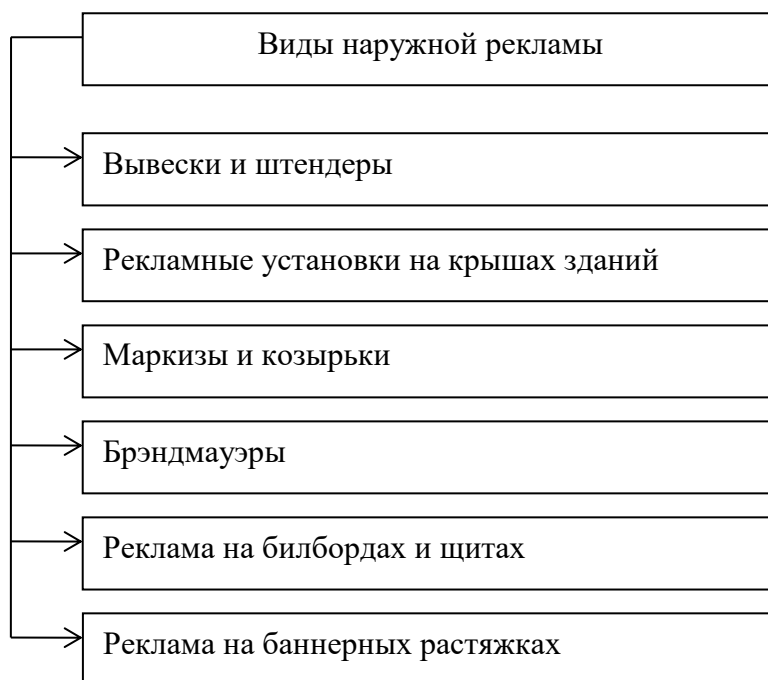 Виды наружной рекламы
Вывески и штендеры
Рекламные установки на крышах зданий
Маркизы и козырьки
Брэндмауэры
Реклама на билбордах и щитах
Реклама на баннерных растяжках